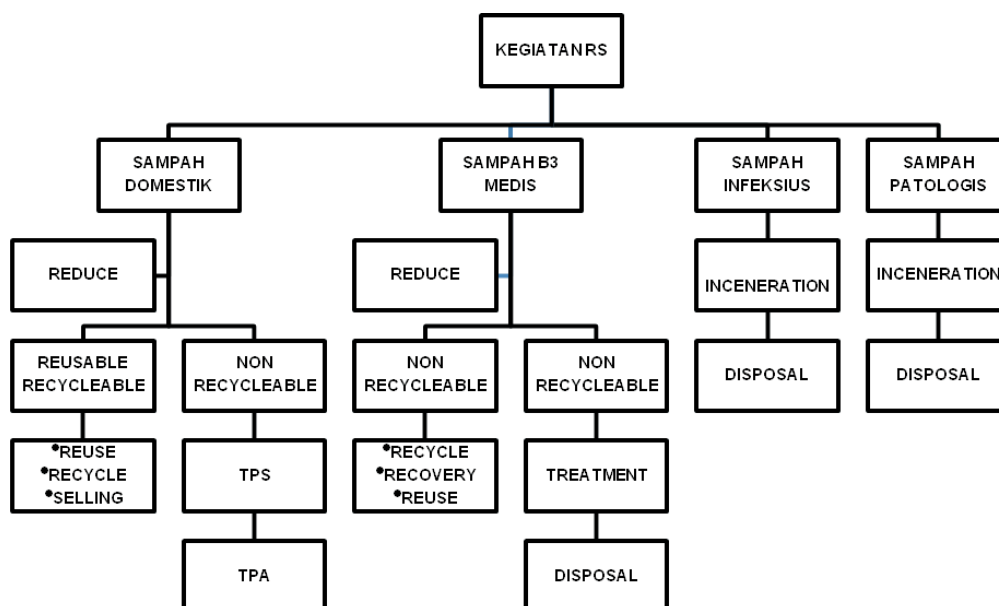 KEGIATAN RS
SAMPAH
DOMESTIK
SAMPAH B3
MEDIS
SAMPAH
INFEKSIUS
SAMPAH
PATOLOGIS
REDUCE
REDUCE
INCENERATION
INCENERATION
REUSABLE
RECYCLEABLE
NON
RECYCLEABLE
NON
RECYCLEABLE
NON
RECYCLEABLE
DISPOSAL
DISPOSAL
•REUSE
•RECYCLE
•SELLING
TPS
•RECYCLE
•RECOVERY
•REUSE
TREATMENT
TPA
DISPOSAL